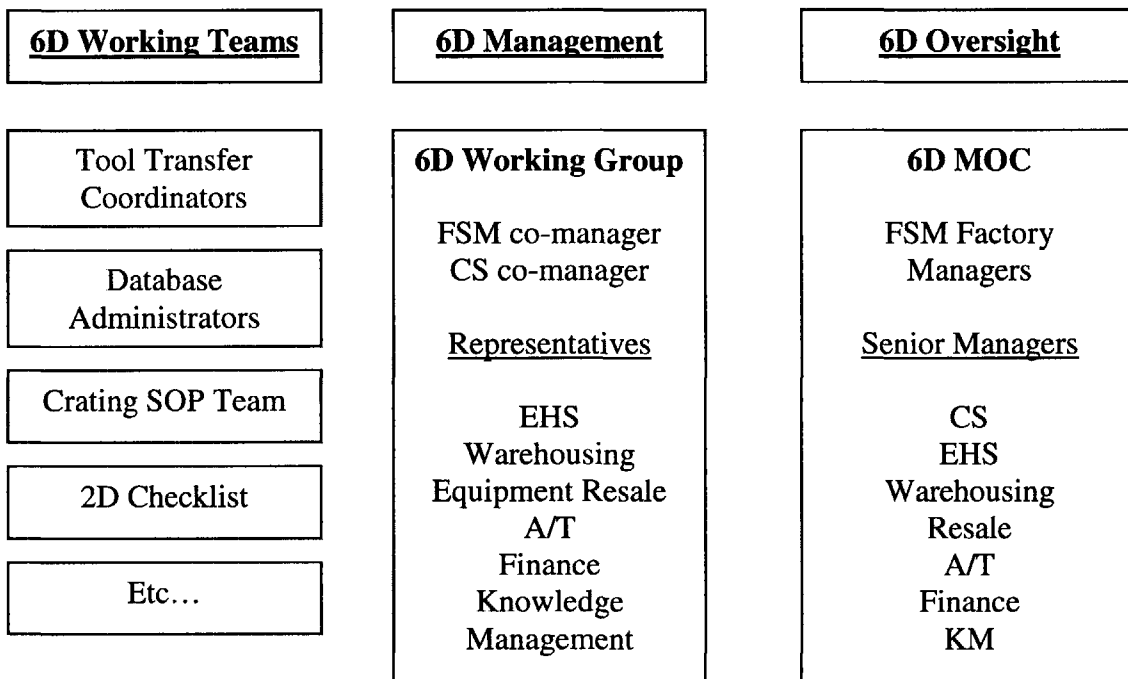 6D Working Teams
Tool Transfer
Coordinators
Database
Administrators
Crating SOP Team
2D Checklist
Etc…
6D Management
6D Working Group
FSM co-manager
CS co-manager
Representatives
EHS
Warehousing
Equipment Resale
A/T
Finance
Knowledge
Management
6D Oversight
6D MOC
FSM Factory
Managers
Senior Managers
CS
EHS
Warehousing
Resale
A/T
Finance
KM